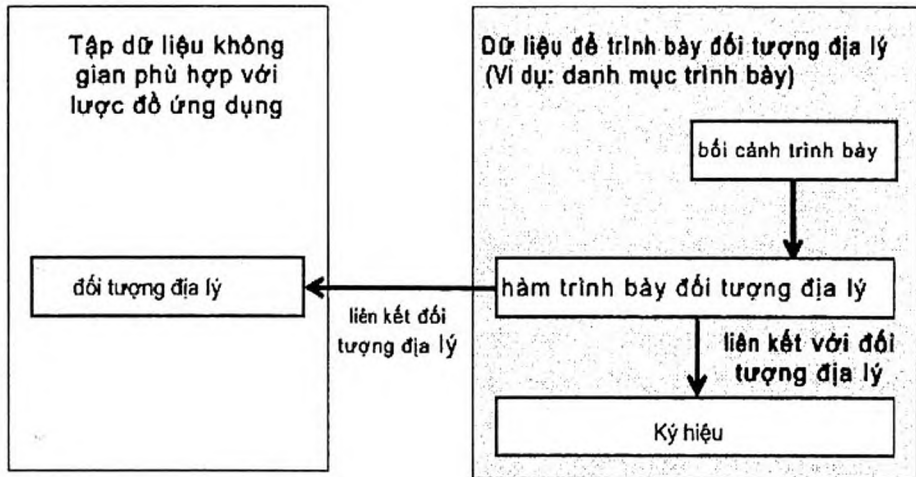 Tập dữ liệu không
gian phù hợp với
lược đồ ứng dụng
đối tượng địa lý
liên kết đối
tượng địa lý
Dữ liệu để trình bày đối tượng địa lý
(Ví dụ: danh mục trình bày)
bối cảnh trình bày
hàm trình bày đối tượng địa lý
liên kết với đối
tượng địa lý
Ký hiệu